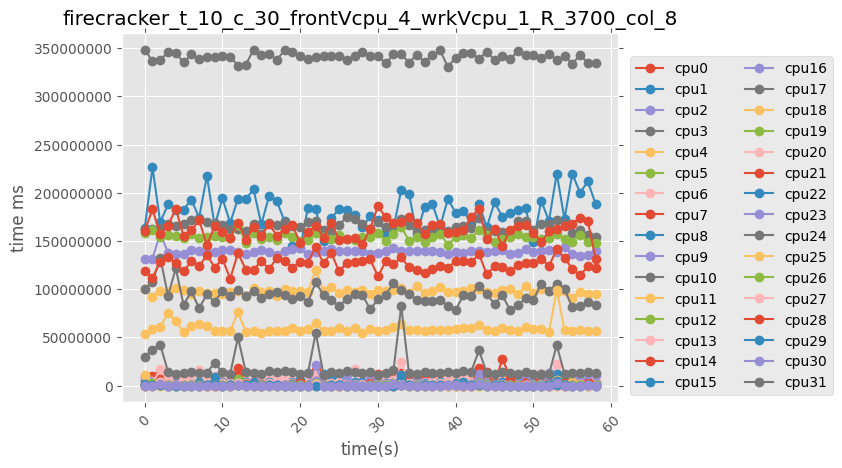 firecracker_t_10_c_30_frontVcpu_4_wrkVcpu_1_R_3700_col_8
time ms
350000000
300000000
250000000
200000000
150000000
100000000
50000000
0
0
10
20
30
40
50
60
time(s)
cpu0
cpu1
cpu2
cpu3
cpu4
cpu5
cpu6
cpu7
cpu8
cpu9
cpu10
cpu11
cpu12
cpu13
cpu14
cpu15
cpu16
cpu17
cpu18
cpu19
cpu20
cpu21
cpu22
cpu23
cpu24
cpu25
cpu26
cpu27
cpu28
cpu29
cpu30
cpu31